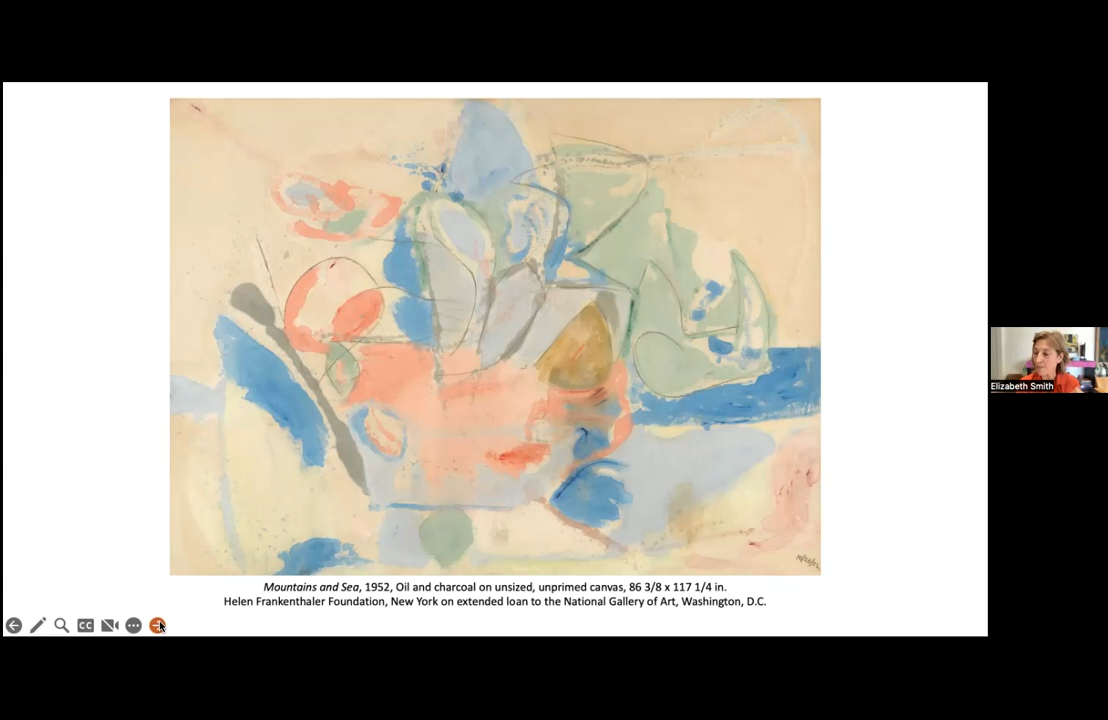 Mountains and Sea, 1952, Oil and charcoal on unsized, unprimed canvas, 86 3/8 x 117 1/4 in.
Helen Frankenthaler Foundation, New York on extended loan to the National Gallery of Art, Washington, D.C.
Elizabeth Smith
CC